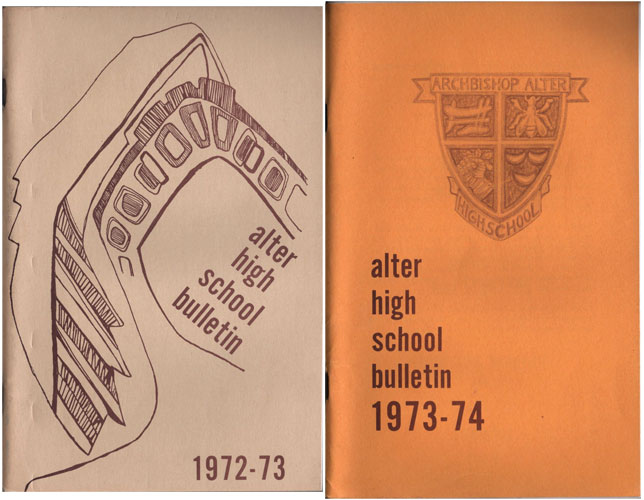 alter
high
school
bulletin
1972-73
ARCHBISHOP ALTER
HIGH SCHOOL
alter
high
school
bulletin
1973-74